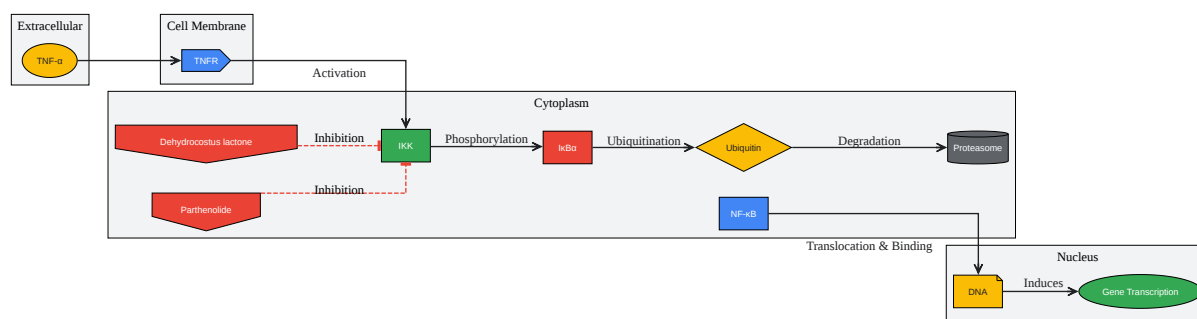 Extracellular
Cell Membrane
TNF-α
TNFR
Activation
Cytoplasm
Dehydrocostus lactone
Inhibition
IKK
Phosphorylation
IκBα
Ubiquitination
Ubiquitin
Degradation
Proteasome
Parthenolide
Inhibition
NF-κB
Translocation & Binding
Nucleus
DNA
Induces
Gene Transcription